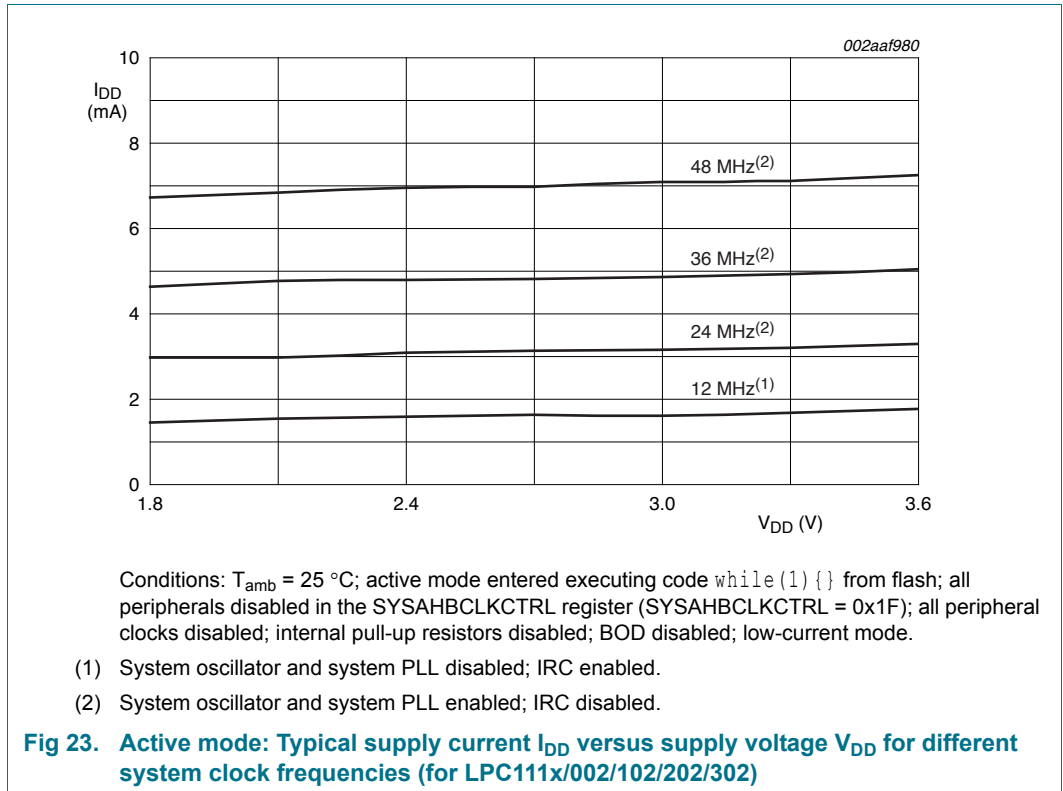 002aaf980
10
I_DD
(mA)
8
48 MHz(2)
6
36 MHz(2)
4
24 MHz(2)
2
12 MHz(1)
0
1.8
2.4
3.0
3.6
V_DD (V)
Conditions: T_amb = 25 °C; active mode entered executing code while(1){} from flash; all
peripherals disabled in the SYSAHBCLKCTRL register (SYSAHBCLKCTRL = 0x1F); all peripheral
clocks disabled; internal pull-up resistors disabled; BOD disabled; low-current mode.
(1) System oscillator and system PLL disabled; IRC enabled.
(2) System oscillator and system PLL enabled; IRC disabled.
Fig 23. Active mode: Typical supply current I_DD versus supply voltage V_DD for different
system clock frequencies (for LPC111x/002/102/202/302)